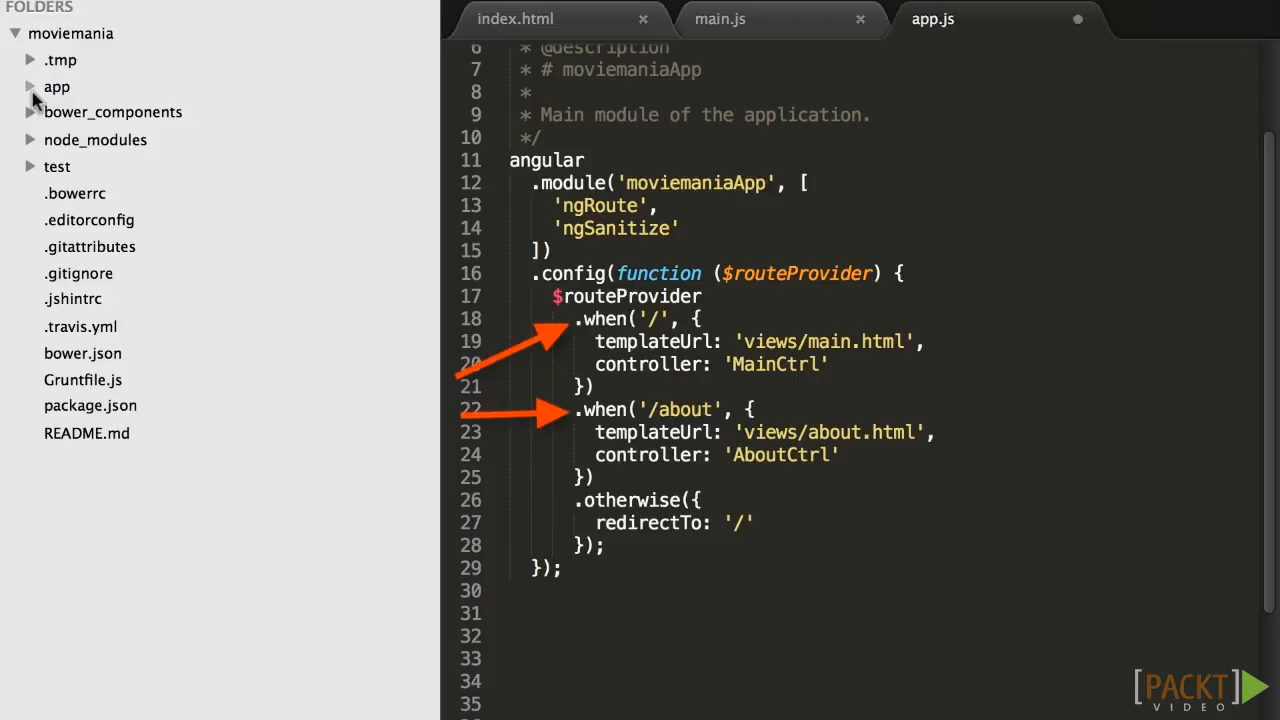 FOLDERS
moviemania
.tmp
app
bower_components
node_modules
test
.bowerrc
.editorconfig
.gitattributes
.gitignore
.jshintrc
.travis.yml
bower.json
Gruntfile.js
package.json
README.md
index.html × main.js × app.js
6 * @description
7 * # moviemaniaApp
8 *
9 * Main module of the application.
10 */
11 angular
12 .module('moviemaniaApp', [
13 'ngRoute',
14 'ngSanitize'
15 ])
16 .config(function ($routeProvider) {
17 $routeProvider
18 .when('/', {
19 templateUrl: 'views/main.html',
20 controller: 'MainCtrl'
21 })
22 .when('/about', {
23 templateUrl: 'views/about.html',
24 controller: 'AboutCtrl'
25 })
26 .otherwise({
27 redirectTo: '/'
28 });
29 });
30
31
32
33
34
35
[PACKT]
VIDEO